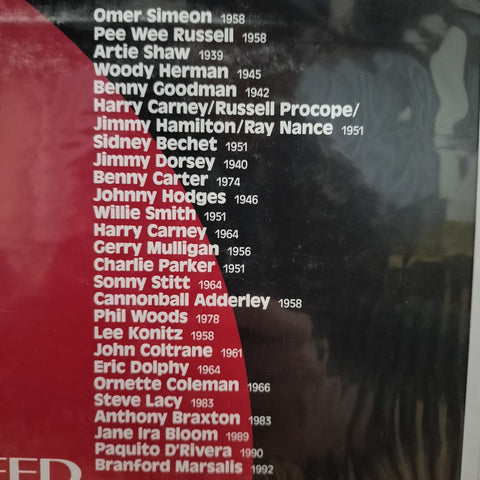 Omer Simeon 1958
Pee Wee Russell 1958
Artie Shaw 1939
Woody Herman 1945
Benny Goodman 1942
Harry Carney/Russell Procope/
Jimmy Hamilton/Ray Nance 1951
Sidney Bechet 1951
Jimmy Dorsey 1940
Benny Carter 1974
Johnny Hodges 1946
Willie Smith 1951
Harry Carney 1964
Gerry Mulligan 1956
Charlie Parker 1951
Sonny Stitt 1964
Cannonball Adderley 1958
Phil Woods 1978
Lee Konitz 1958
John Coltrane 1961
Eric Dolphy 1964
Ornette Coleman 1966
Steve Lacy 1983
Anthony Braxton 1983
Jane Ira Bloom 1989
Paquito D'Rivera 1990
Branford Marsalis 1992